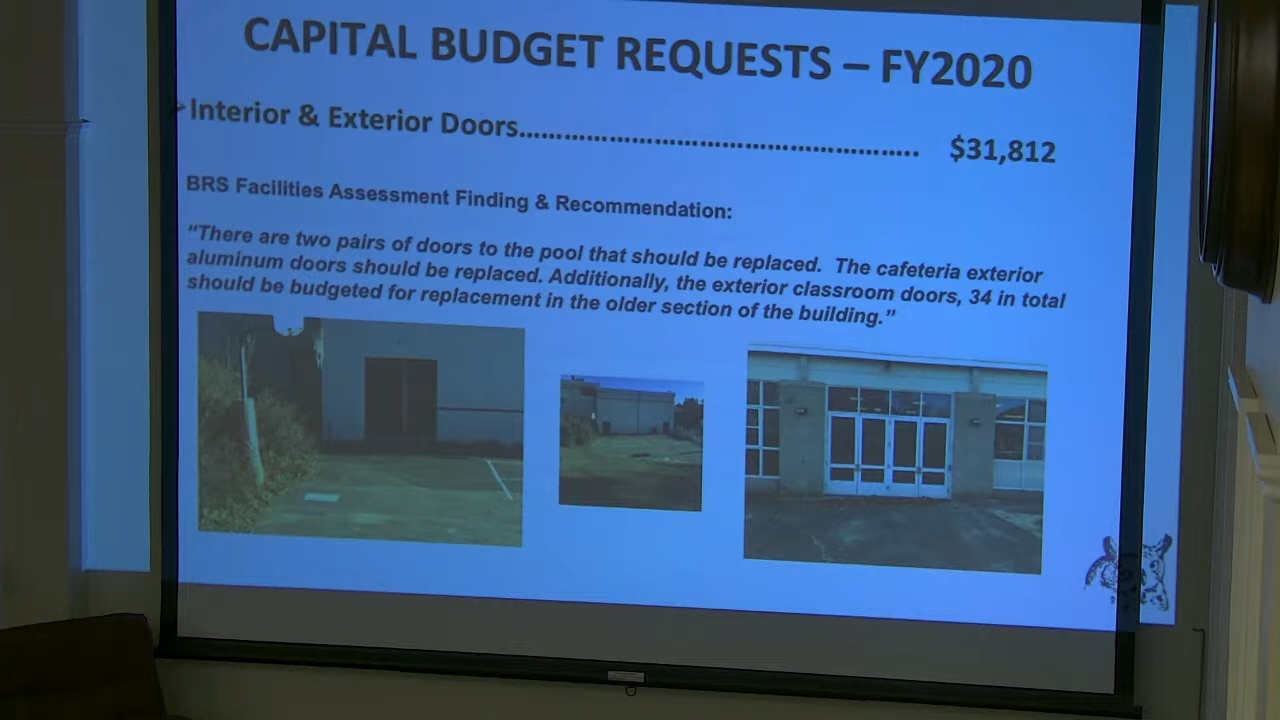 CAPITAL BUDGET REQUESTS – FY2020
Interior & Exterior Doors........................................................ $31,812
BRS Facilities Assessment Finding & Recommendation:
“There are two pairs of doors to the pool that should be replaced. The cafeteria exterior
aluminum doors should be replaced. Additionally, the exterior classroom doors, 34 in total
should be budgeted for replacement in the older section of the building.”